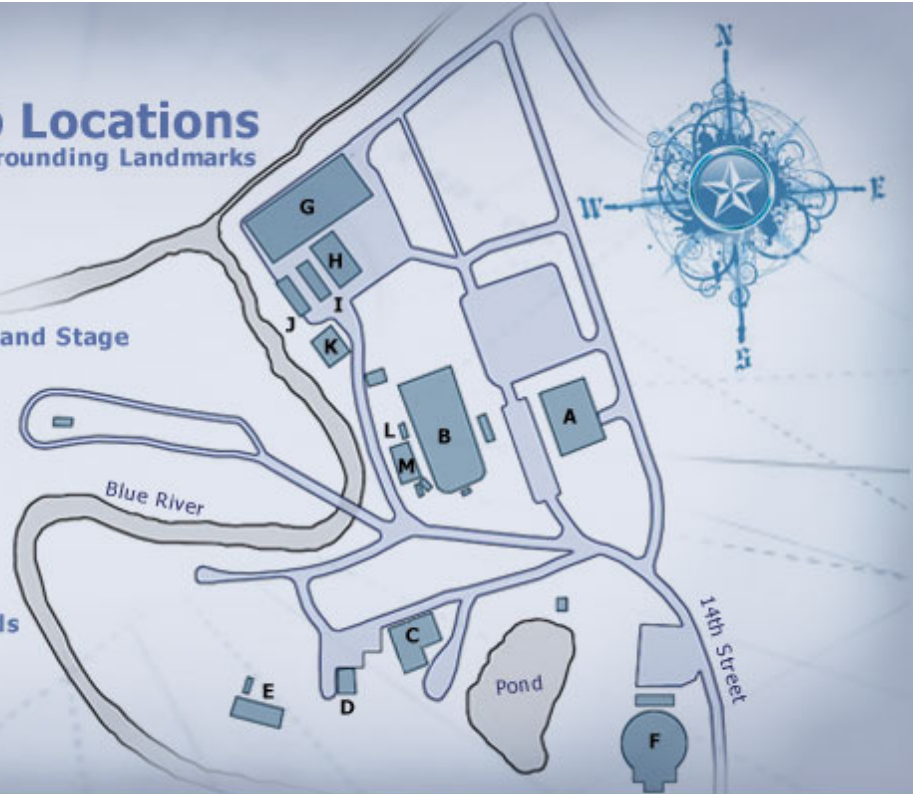 N
Locations
rounding Landmarks
W
E
G
H
I
J
S
and Stage
K
A
L
B
M
Blue River
14th Street
ls
C
Pond
E
D
F